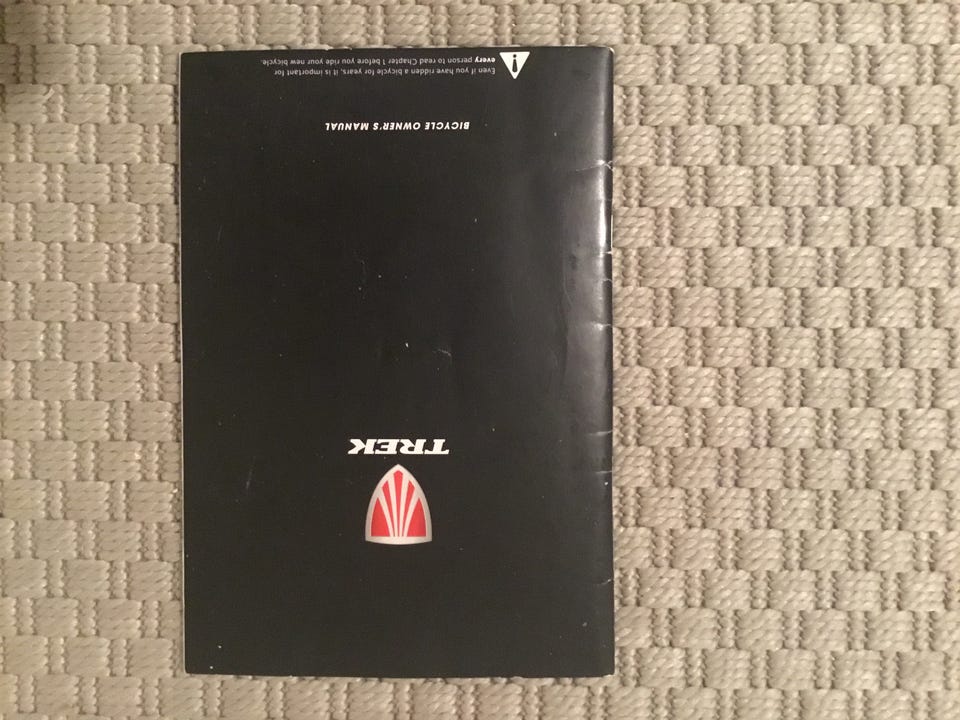 TREK
BICYCLE OWNER'S MANUAL
Even if you have ridden a bicycle for years, it is important for
every person to read Chapter 1 before you ride your new bicycle.